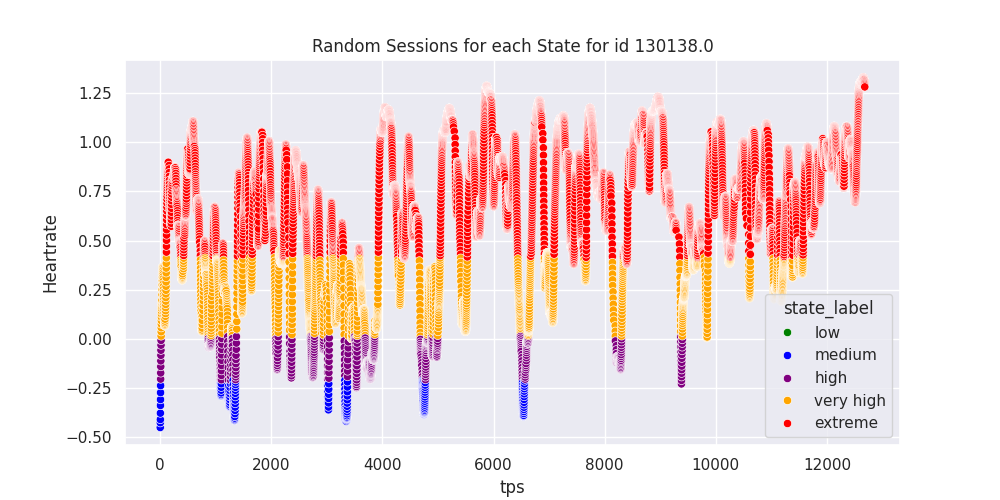 Random Sessions for each State for id 130138.0
Heartrate
1.25
1.00
0.75
0.50
0.25
0.00
−0.25
−0.50
0
2000
4000
6000
8000
10000
12000
tps
state_label
low
medium
high
very high
extreme